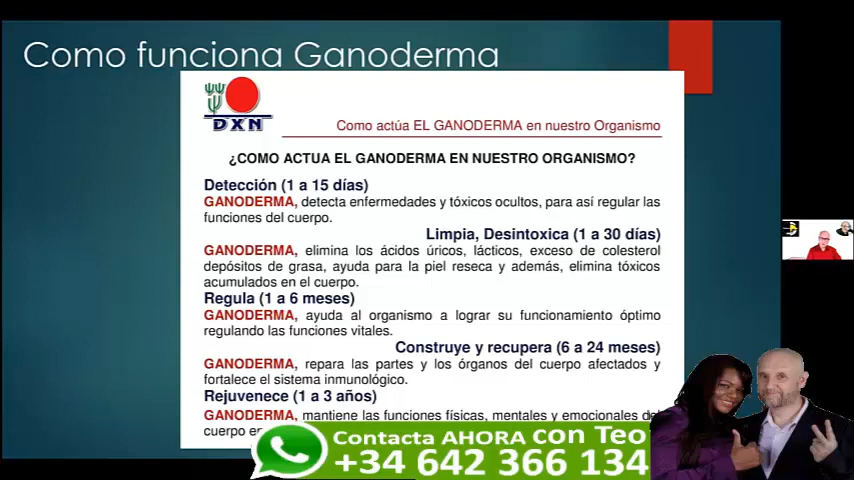 Como funciona Ganoderma
DXN
Como actúa EL GANODERMA en nuestro Organismo
¿COMO ACTUA EL GANODERMA EN NUESTRO ORGANISMO?
Detección (1 a 15 días)
GANODERMA, detecta enfermedades y tóxicos ocultos, para así regular las
funciones del cuerpo.
Limpia, Desintoxica (1 a 30 días)
GANODERMA, elimina los ácidos úricos, lácticos, exceso de colesterol
depósitos de grasa, ayuda para la piel reseca y además, elimina tóxicos
acumulados en el cuerpo.
Regula (1 a 6 meses)
GANODERMA, ayuda al organismo a lograr su funcionamiento óptimo
regulando las funciones vitales.
Construye y recupera (6 a 24 meses)
GANODERMA, repara las partes y los órganos del cuerpo afectados y
fortalece el sistema inmunológico.
Rejuvenece (1 a 3 años)
GANODERMA, mantiene las funciones físicas, mentales y emocionales del
cuerpo
Contacta AHORA con Teo
+34 642 366 134